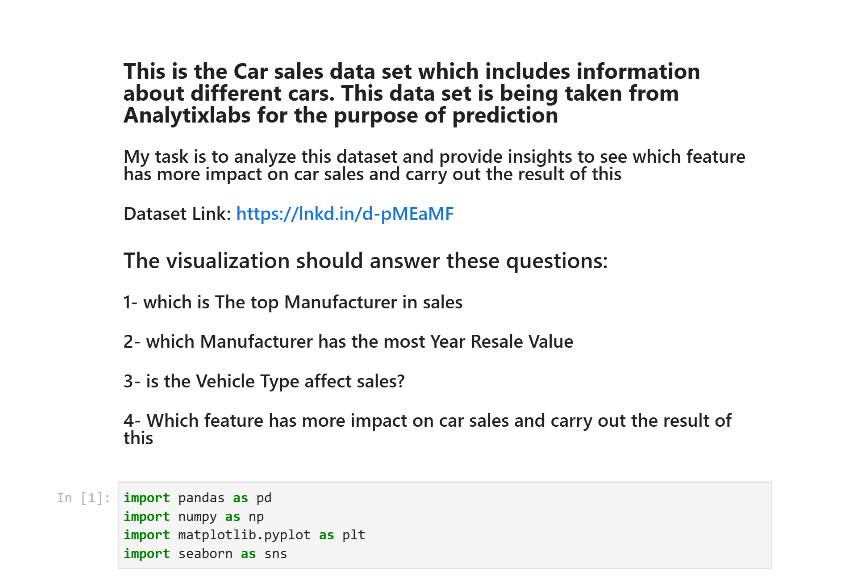 This is the Car sales data set which includes information
about different cars. This data set is being taken from
Analytixlabs for the purpose of prediction
My task is to analyze this dataset and provide insights to see which feature
has more impact on car sales and carry out the result of this
Dataset Link: https://lnkd.in/d-pMEaMF
The visualization should answer these questions:
1- which is The top Manufacturer in sales
2- which Manufacturer has the most Year Resale Value
3- is the Vehicle Type affect sales?
4- Which feature has more impact on car sales and carry out the result of
this
In [1]: import pandas as pd
import numpy as np
import matplotlib.pyplot as plt
import seaborn as sns